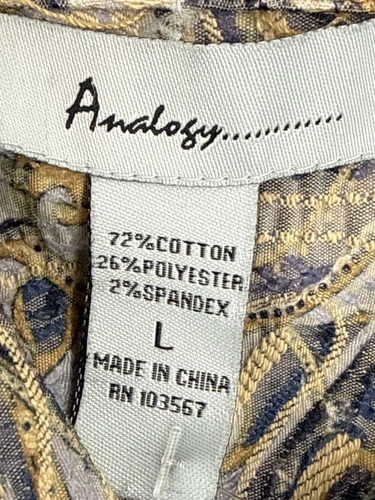 Analogy.............
72%COTTON
26%POLYESTER
2%SPANDEX
L
MADE IN CHINA
RN 103567